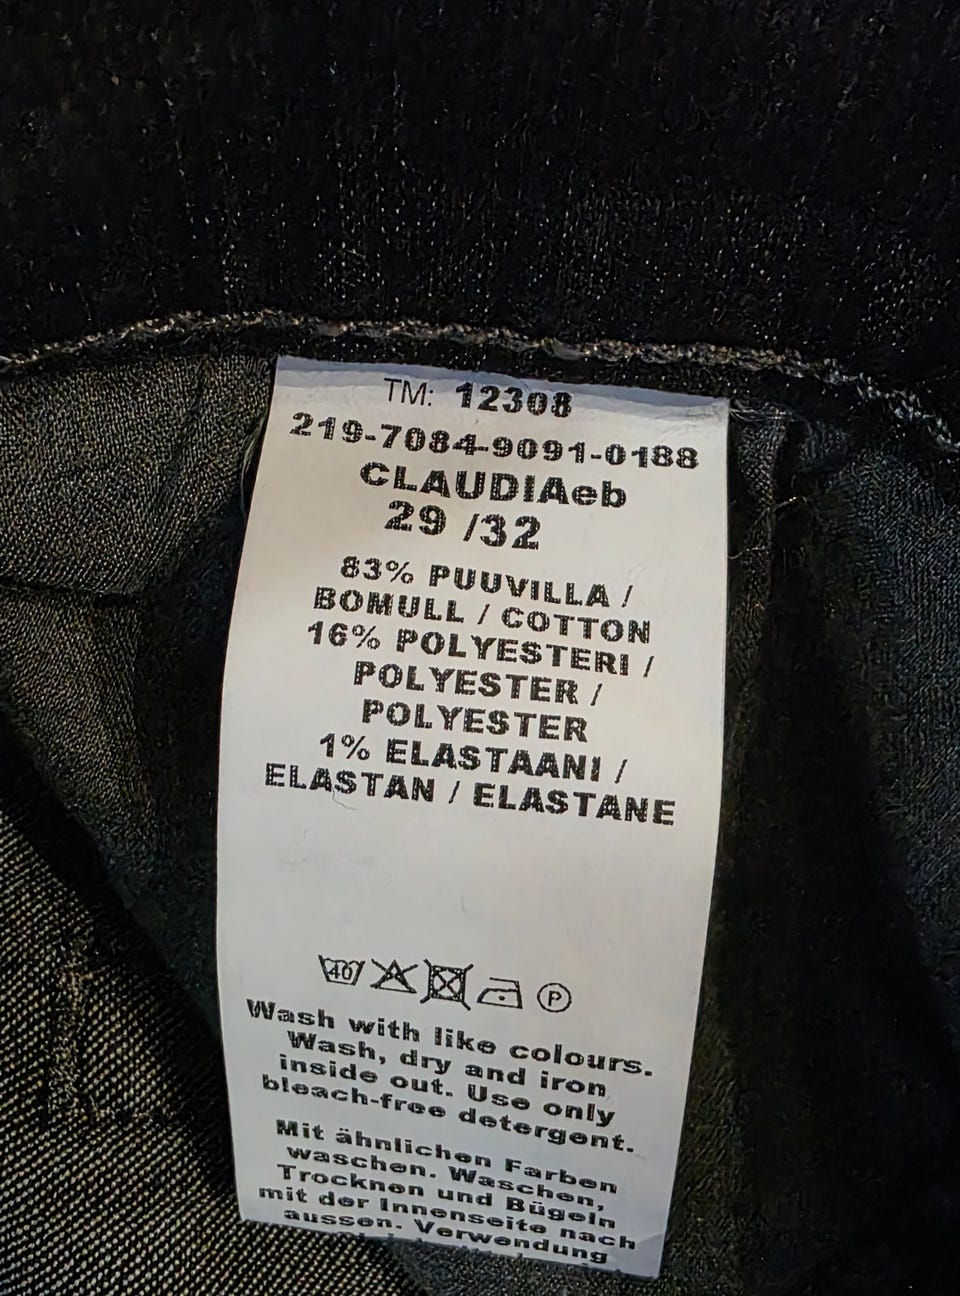 TM: 12308
219-7084-9091-0188
CLAUDIAeb
29 /32
83% PUUVILLA /
BOMULL / COTTON
16% POLYESTERI /
POLYESTER /
POLYESTER
1% ELASTAANI /
ELASTAN / ELASTANE
40 P
Wash with like colours.
Wash, dry and iron
inside out. Use only
bleach-free detergent.
Mit ähnlichen Farben
waschen. Waschen,
Trocknen und Bügeln
mit der Innenseite nach
aussen. Verwendung